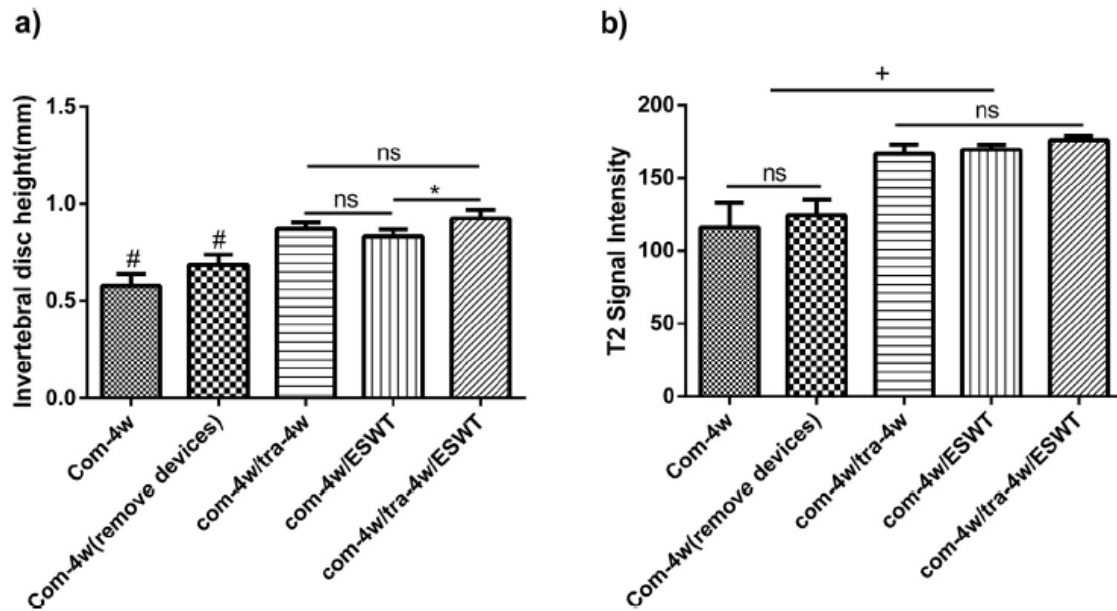 a)
Invertebral disc height(mm)
1.5
1.0
0.5
0.0
#
#
ns
ns
*
Com-4w
Com-4w(remove devices)
com-4w/tra-4w
com-4w/ESWT
com-4w/tra-4w/ESWT
b)
T2 Signal Intensity
200
150
100
50
0
+
ns
ns
Com-4w
Com-4w(remove devices)
com-4w/tra-4w
com-4w/ESWT
com-4w/tra-4w/ESWT